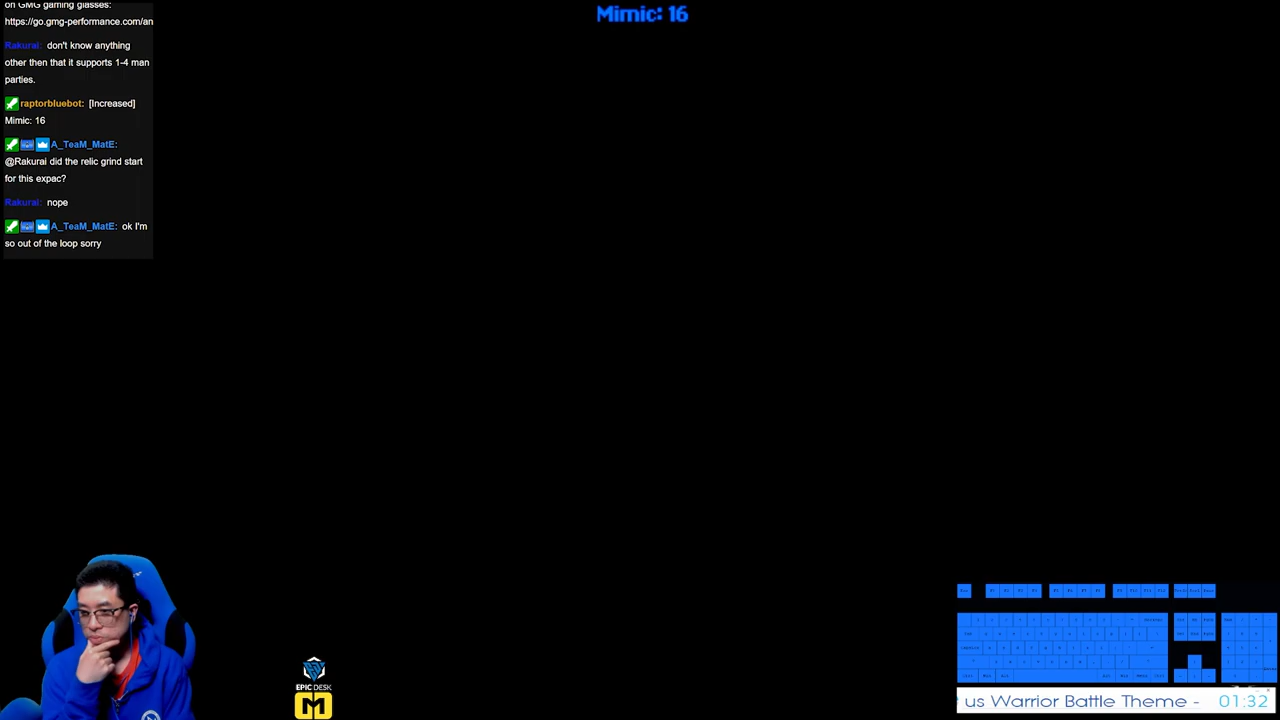 on GMG gaming glasses:
https://go.gmg-performance.com/an
Rakurai: don't know anything
other then that it supports 1-4 man
parties.
raptorbluebot: [Increased]
Mimic: 16
A_TeaM_MatE:
@Rakurai did the relic grind start
for this expac?
Rakurai: nope
A_TeaM_MatE: ok I'm
so out of the loop sorry
Mimic: 16
EPIC DESK
M
us Warrior Battle Theme -
01:32